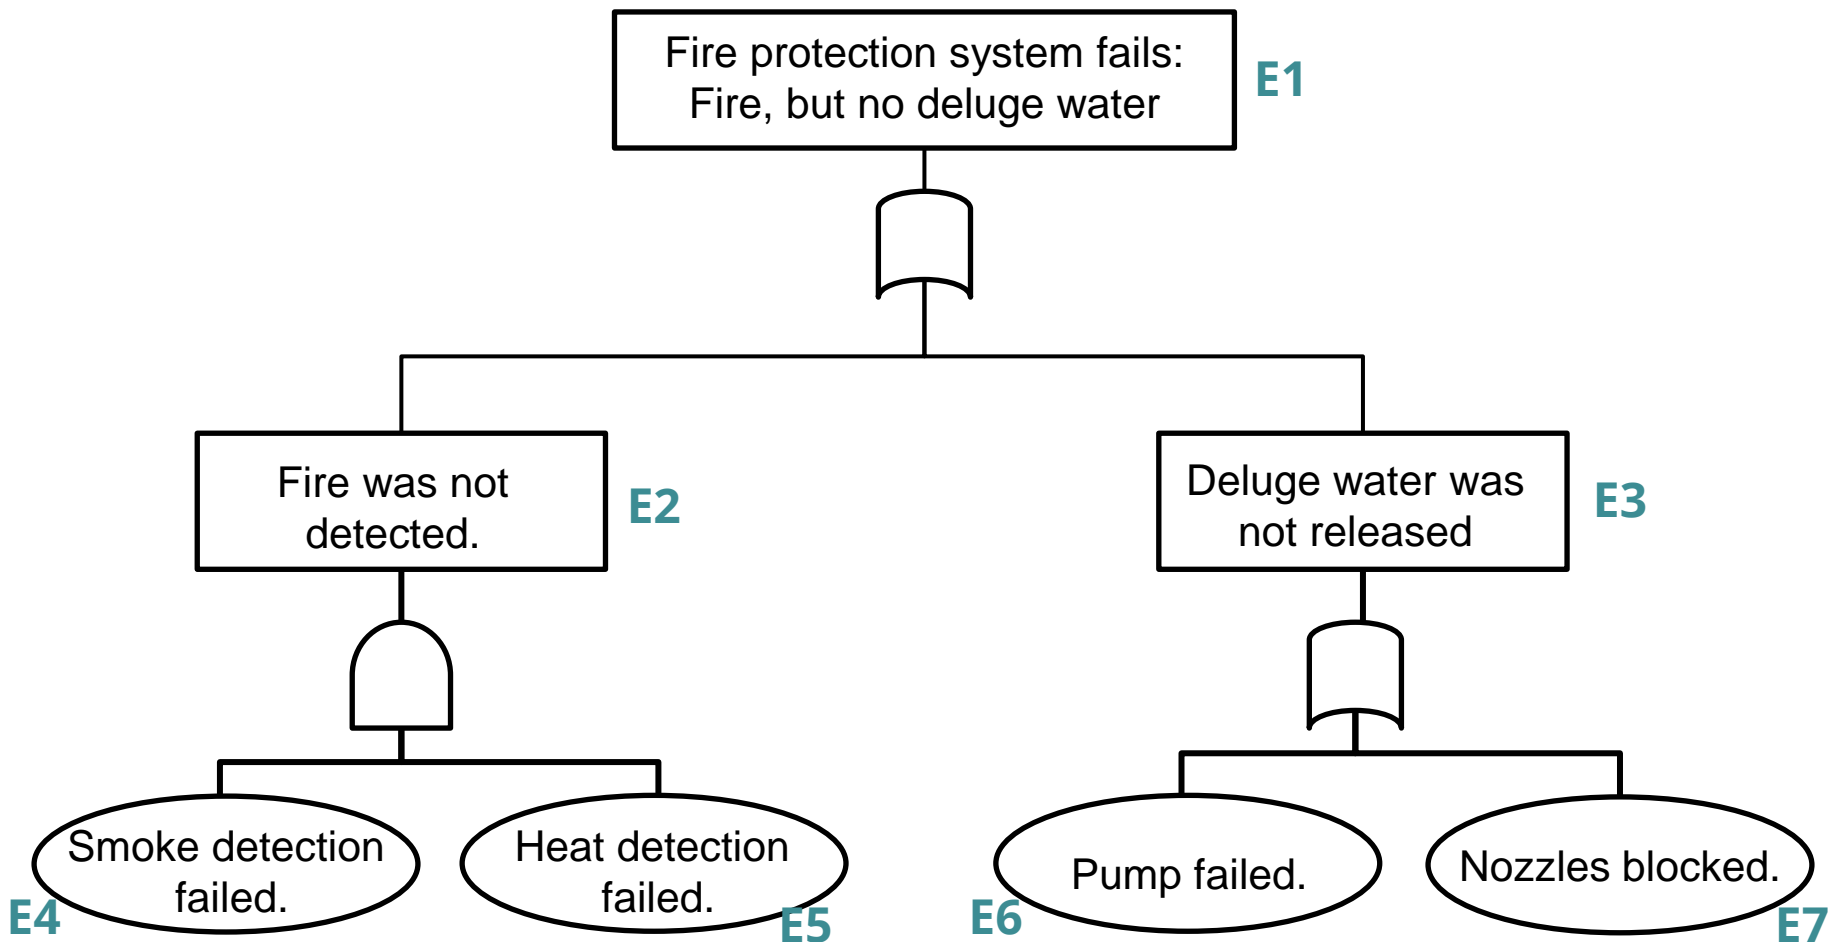 Fire protection system fails:
Fire, but no deluge water
E1
Fire was not
detected.
E2
Deluge water was
not released
E3
Smoke detection
failed.
E4
Heat detection
failed.
E5
Pump failed.
E6
Nozzles blocked.
E7